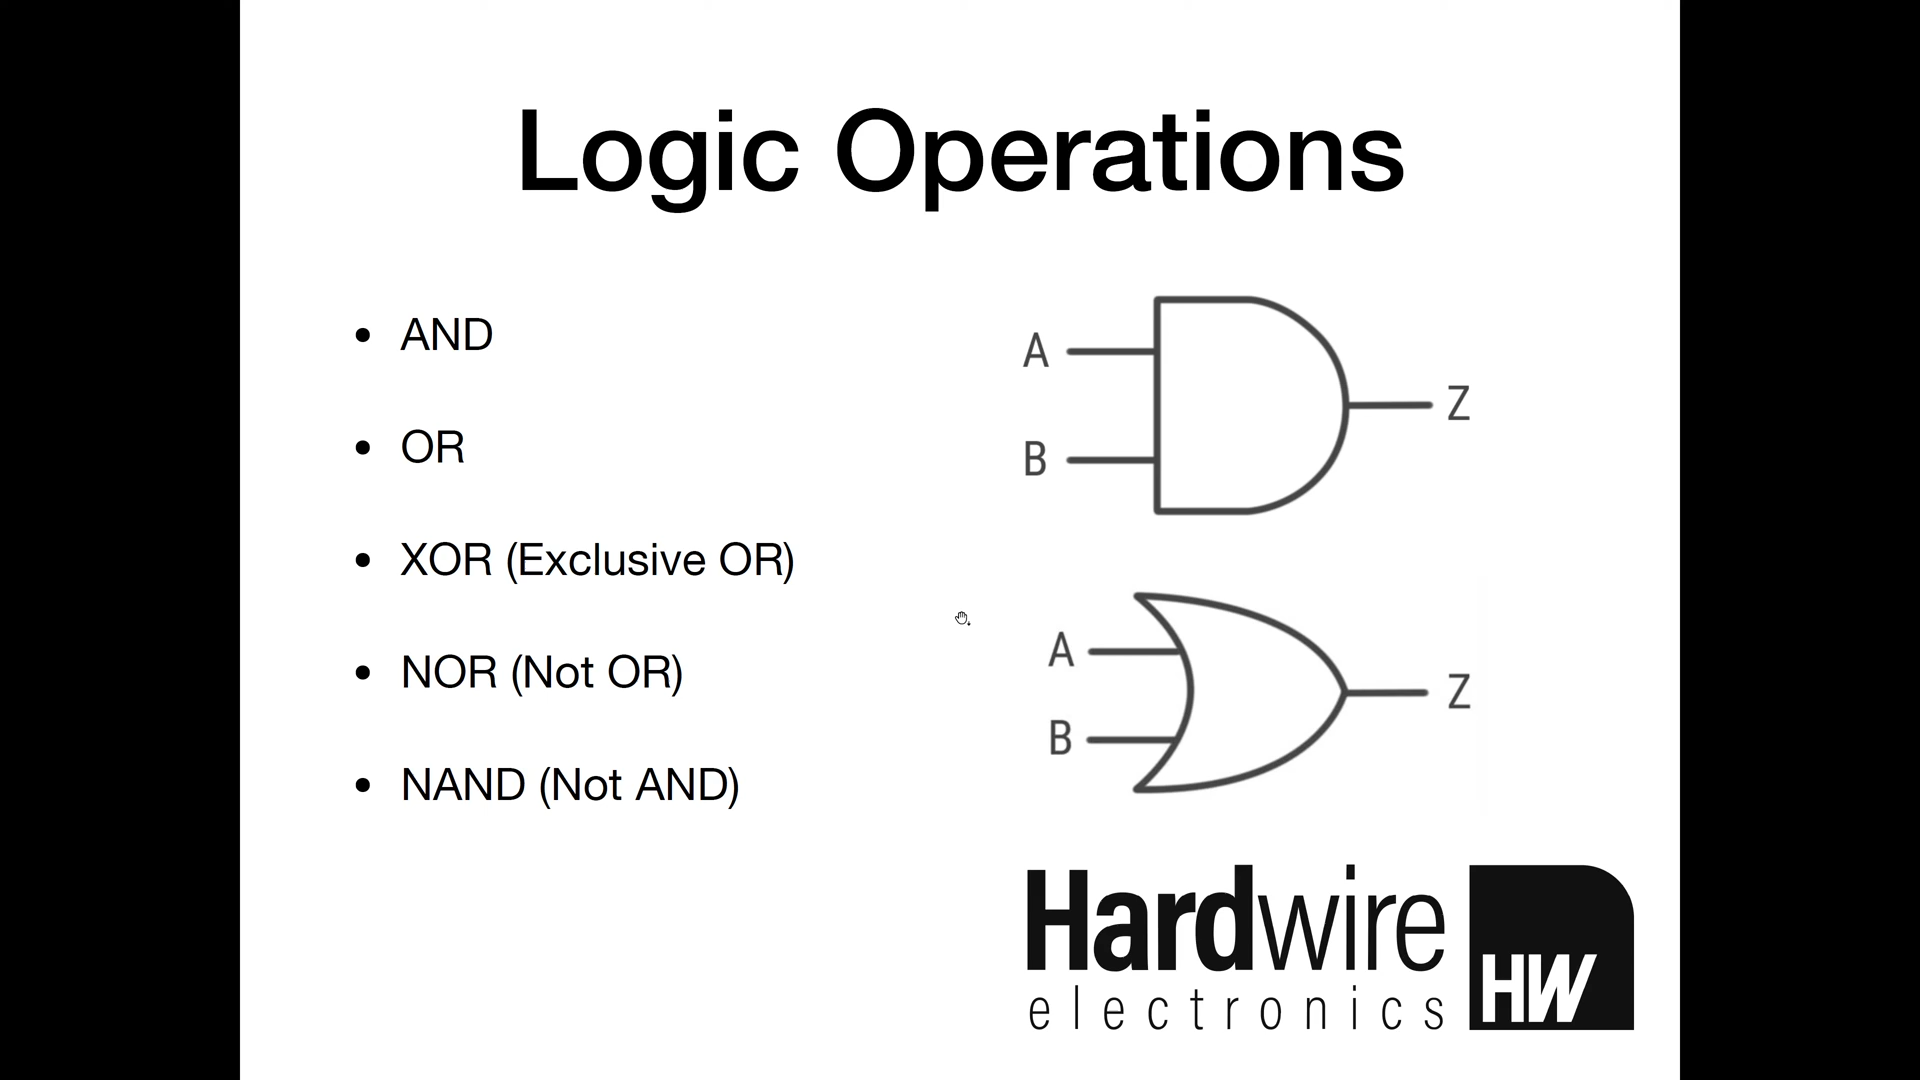 Logic Operations
• AND
• OR
• XOR (Exclusive OR)
• NOR (Not OR)
• NAND (Not AND)
A
B
Z
A
B
Z
Hardwire
electronics
HW